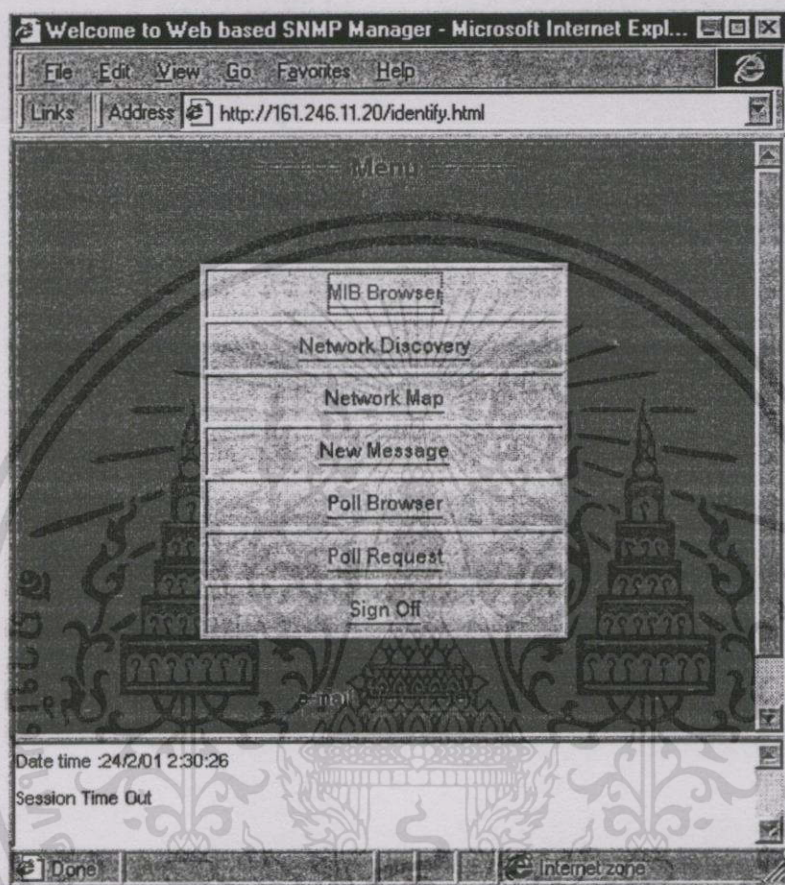 Welcome to Web based SNMP Manager - Microsoft Internet Expl...
File Edit View Go Favorites Help
Links Address http://161.246.11.20/identify.html
Menu
MIB Browser
Network Discovery
Network Map
New Message
Poll Browser
Poll Request
Sign Off
e-mail
Date time :24/2/01 2:30:26
Session Time Out
Done Internet zone